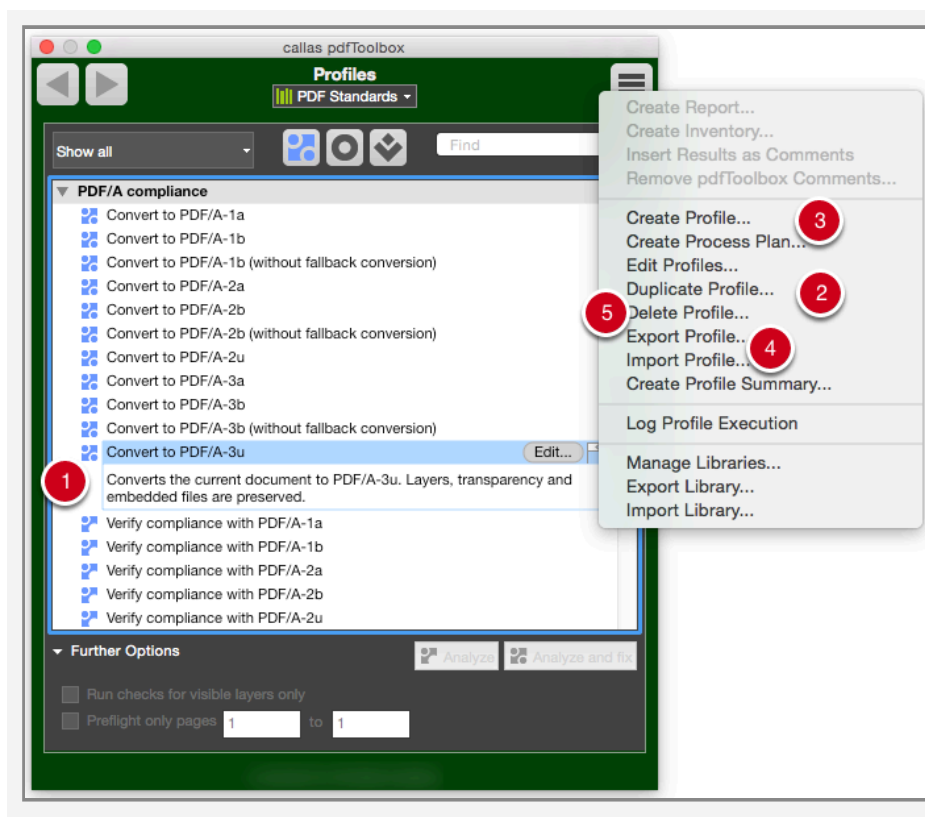 callas pdfToolbox
Profiles
PDF Standards
Show all
Find
PDF/A compliance
Convert to PDF/A-1a
Convert to PDF/A-1b
Convert to PDF/A-1b (without fallback conversion)
Convert to PDF/A-2a
Convert to PDF/A-2b
Convert to PDF/A-2b (without fallback conversion)
Convert to PDF/A-2u
Convert to PDF/A-3a
Convert to PDF/A-3b
Convert to PDF/A-3b (without fallback conversion)
Convert to PDF/A-3u Edit...
1
Converts the current document to PDF/A-3u. Layers, transparency and
embedded files are preserved.
Verify compliance with PDF/A-1a
Verify compliance with PDF/A-1b
Verify compliance with PDF/A-2a
Verify compliance with PDF/A-2b
Verify compliance with PDF/A-2u
Further Options
Analyze
Analyze and fix
Run checks for visible layers only
Preflight only pages 1 to 1
Create Report...
Create Inventory...
Insert Results as Comments
Remove pdfToolbox Comments...
Create Profile... 3
Create Process Plan...
Edit Profiles...
Duplicate Profile... 2
5 Delete Profile...
Export Profile...
Import Profile... 4
Create Profile Summary...
Log Profile Execution
Manage Libraries...
Export Library...
Import Library...